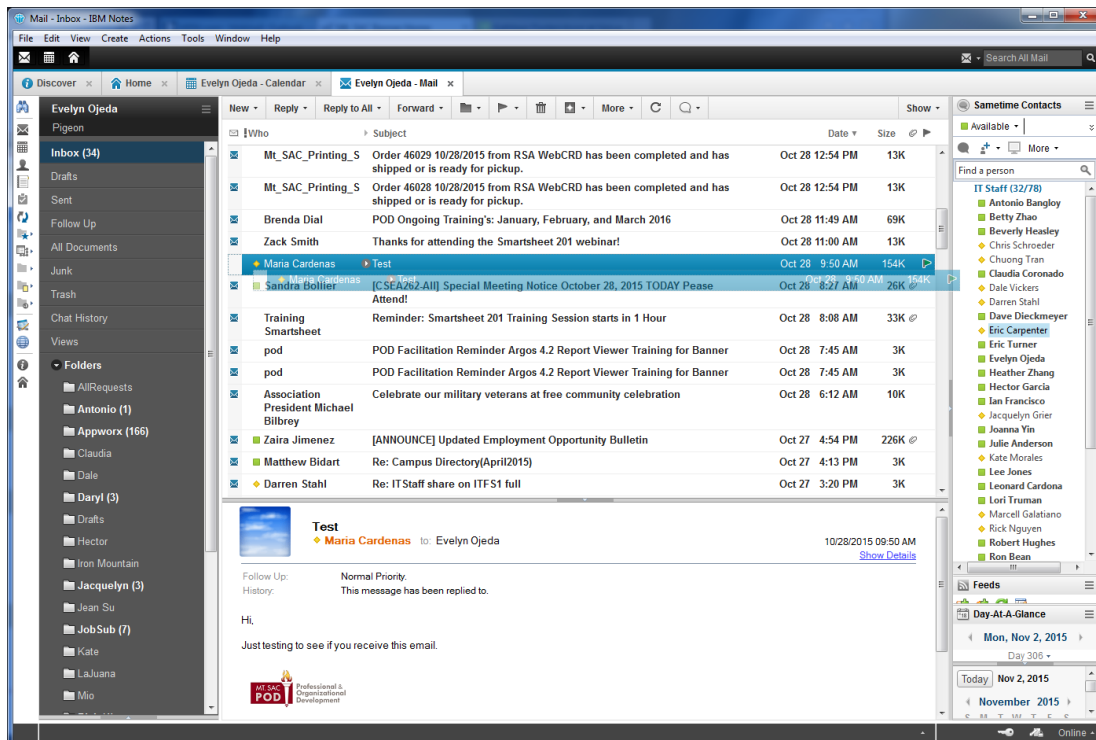 Mail - Inbox - IBM Notes
File Edit View Create Actions Tools Window Help
Search All Mail
Discover Home Evelyn Ojeda - Calendar Evelyn Ojeda - Mail
Evelyn Ojeda
Pigeon
Inbox (34)
Drafts
Sent
Follow Up
All Documents
Junk
Trash
Chat History
Views
Folders
AllRequests
Antonio (1)
Appworx (166)
Claudia
Dale
Daryl (3)
Drafts
Hector
Iron Mountain
Jacquelyn (3)
Jean Su
JobSub (7)
Kate
LaJuana
Mio
New Reply Reply to All Forward More Show
Who Subject Date Size
Mt_SAC_Printing_S Order 46029 10/28/2015 from RSA WebCRD has been completed and has Oct 28 12:54 PM 13K
shipped or is ready for pickup.
Mt_SAC_Printing_S Order 46028 10/28/2015 from RSA WebCRD has been completed and has Oct 28 12:54 PM 13K
shipped or is ready for pickup.
Brenda Dial POD Ongoing Training's: January, February, and March 2016 Oct 28 11:49 AM 69K
Zack Smith Thanks for attending the Smartsheet 201 webinar! Oct 28 11:00 AM 13K
Maria Cardenas Test Oct 28 9:50 AM 154K
Maria Cardenas Test Oct 28 9:50 AM 154K
Sandra Bollier [CSEA262-All] Special Meeting Notice October 28, 2015 TODAY Pease Oct 28 8:27 AM 26K
Attend!
Training Reminder: Smartsheet 201 Training Session starts in 1 Hour Oct 28 8:08 AM 33K
Smartsheet
pod POD Facilitation Reminder Argos 4.2 Report Viewer Training for Banner Oct 28 7:45 AM 3K
pod POD Facilitation Reminder Argos 4.2 Report Viewer Training for Banner Oct 28 7:45 AM 3K
Association Celebrate our military veterans at free community celebration Oct 28 6:12 AM 10K
President Michael
Bilbrey
Zaira Jimenez [ANNOUNCE] Updated Employment Opportunity Bulletin Oct 27 4:54 PM 226K
Matthew Bidart Re: Campus Directory(April2015) Oct 27 4:13 PM 3K
Darren Stahl Re: ITStaff share on ITFS1 full Oct 27 3:20 PM 3K
Test
Maria Cardenas to: Evelyn Ojeda
10/28/2015 09:50 AM
Show Details
Follow Up: Normal Priority.
History: This message has been replied to.
Hi,
Just testing to see if you receive this email.
MT. SAC
POD
Professional &
Organizational
Development
Sametime Contacts
Available
More
Find a person
IT Staff (32/78)
Antonio Bangloy
Betty Zhao
Beverly Heasley
Chris Schroeder
Chuong Tran
Claudia Coronado
Dale Vickers
Darren Stahl
Dave Dieckmeyer
Eric Carpenter
Eric Turner
Evelyn Ojeda
Heather Zhang
Hector Garcia
Ian Francisco
Jacquelyn Grier
Joanna Yin
Julie Anderson
Kate Morales
Lee Jones
Leonard Cardona
Lori Truman
Marcell Galatiano
Rick Nguyen
Robert Hughes
Ron Bean
Feeds
Day-At-A-Glance
Mon, Nov 2, 2015
Day 306
Today Nov 2, 2015
November 2015
S M T W T F S
Online